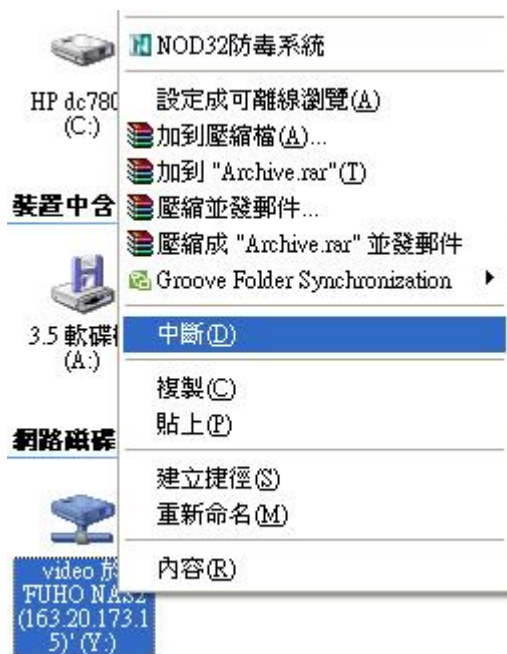 HP dc780
(C:)
裝置中含
3.5 軟碟
(A:)
網路磁碟
video 於
FUHO NAS2
(163.20.173.1
5)' (Y:)
NOD32防毒系統
設定成可離線瀏覽(A)
加到壓縮檔(A)...
加到 "Archive.rar"(T)
壓縮並發郵件...
壓縮成 "Archive.rar" 並發郵件
Groove Folder Synchronization
中斷(D)
複製(C)
貼上(P)
建立捷徑(S)
重新命名(M)
內容(R)